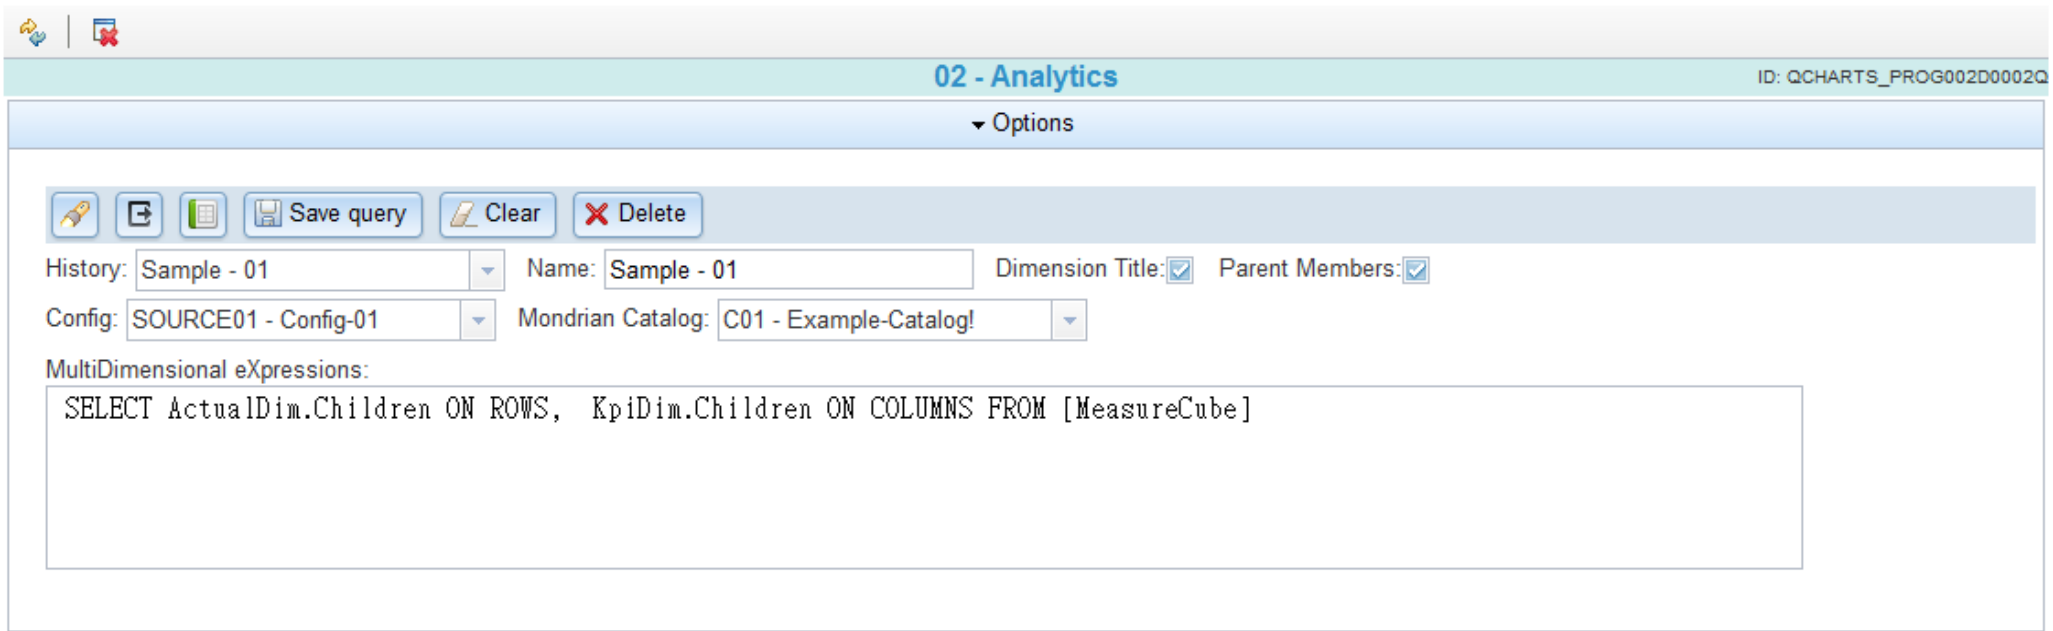 02 - Analytics
ID: QCHARTS_PROG002D0002Q
Options
Save query Clear Delete
History: Sample - 01 Name: Sample - 01 Dimension Title: Parent Members:
Config: SOURCE01 - Config-01 Mondrian Catalog: C01 - Example-Catalog!
MultiDimensional eXpressions:
SELECT ActualDim.Children ON ROWS,  KpiDim.Children ON COLUMNS FROM [MeasureCube]